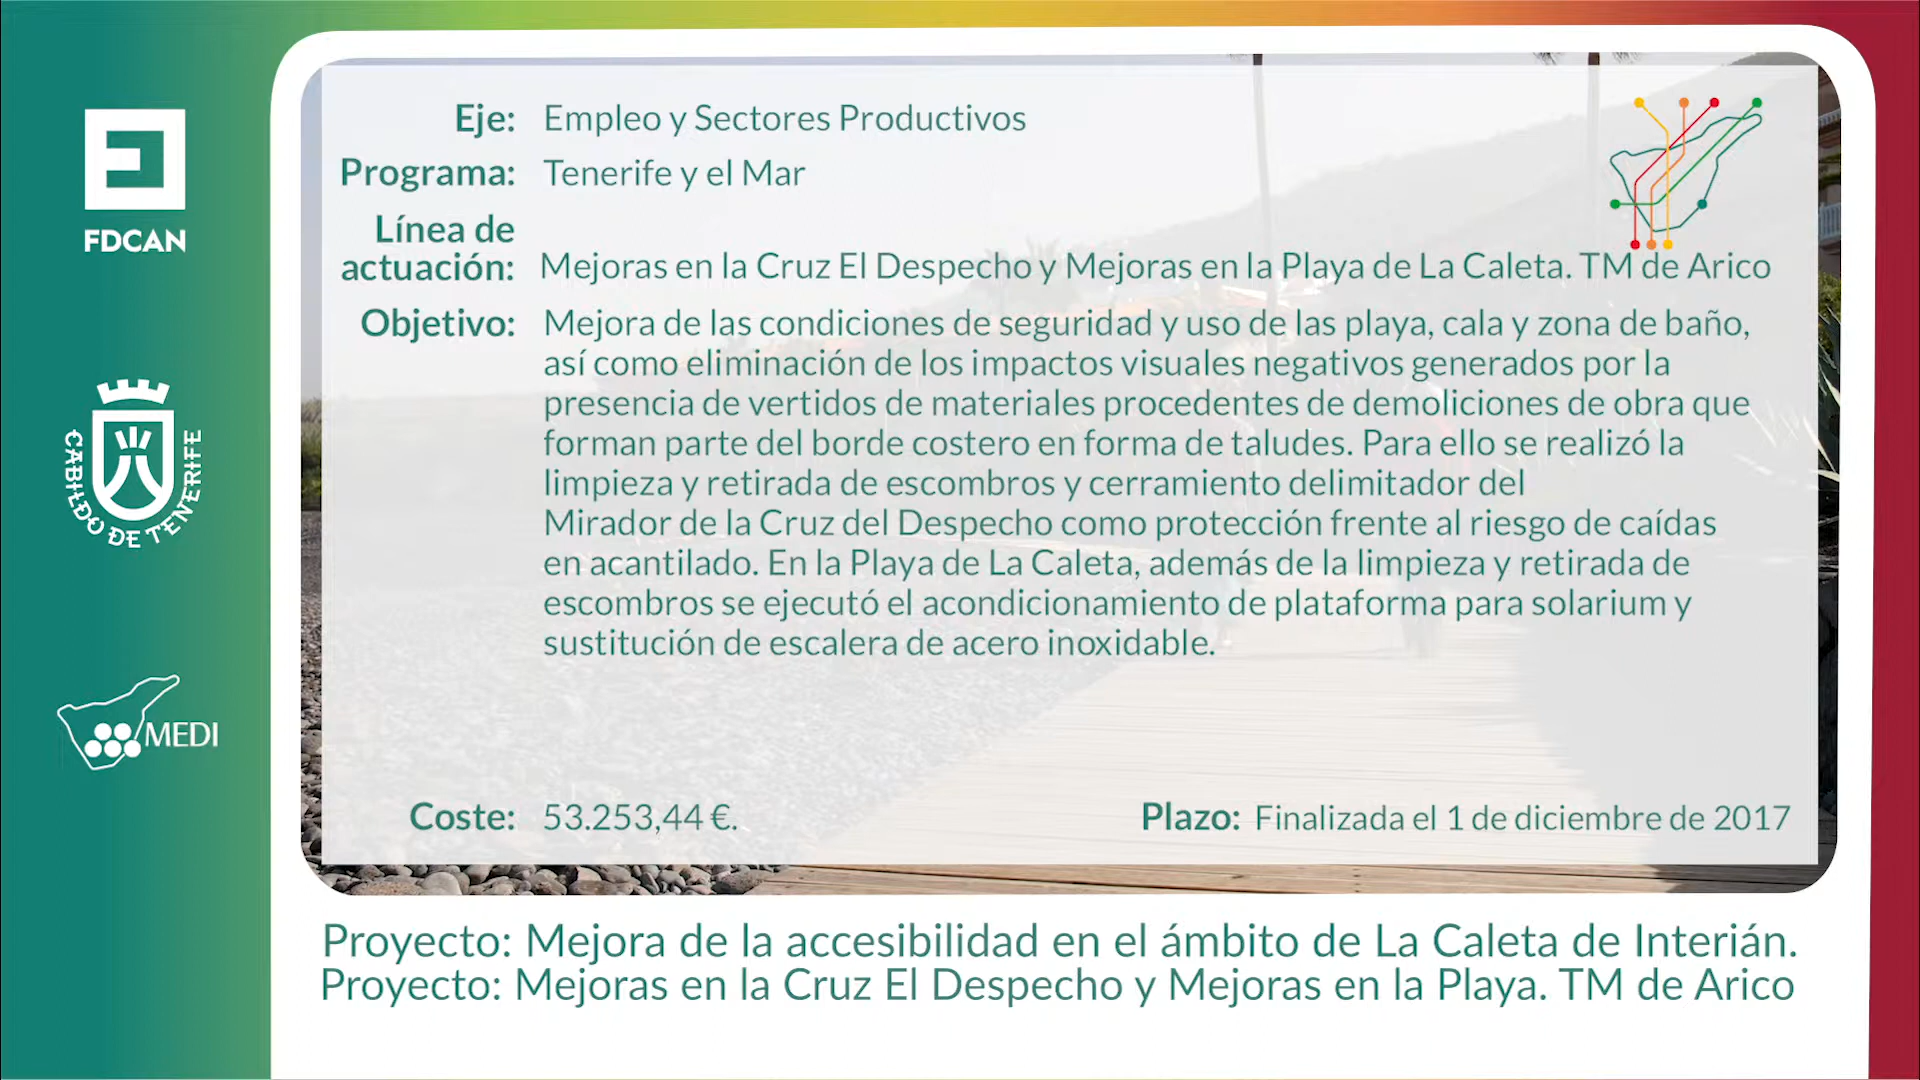 FDCAN
CABILDO DE TENERIFE
MEDI
Eje: Empleo y Sectores Productivos
Programa: Tenerife y el Mar
Línea de
actuación: Mejoras en la Cruz El Despecho y Mejoras en la Playa de La Caleta. TM de Arico
Objetivo: Mejora de las condiciones de seguridad y uso de las playa, cala y zona de baño,
así como eliminación de los impactos visuales negativos generados por la
presencia de vertidos de materiales procedentes de demoliciones de obra que
forman parte del borde costero en forma de taludes. Para ello se realizó la
limpieza y retirada de escombros y cerramiento delimitador del
Mirador de la Cruz del Despecho como protección frente al riesgo de caídas
en acantilado. En la Playa de La Caleta, además de la limpieza y retirada de
escombros se ejecutó el acondicionamiento de plataforma para solarium y
sustitución de escalera de acero inoxidable.
Coste: 53.253,44 €. Plazo: Finalizada el 1 de diciembre de 2017
Proyecto: Mejora de la accesibilidad en el ámbito de La Caleta de Interián.
Proyecto: Mejoras en la Cruz El Despecho y Mejoras en la Playa. TM de Arico